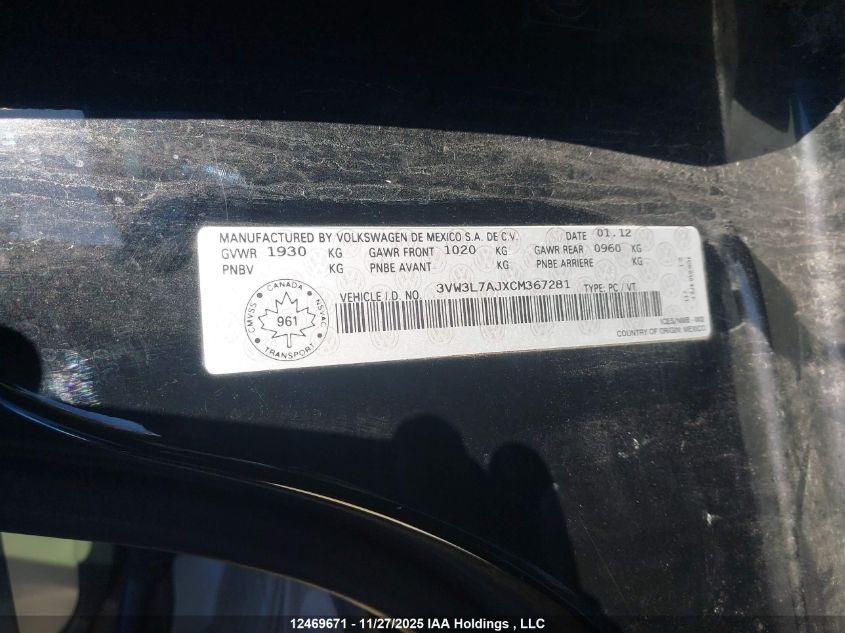 MANUFACTURED BY VOLKSWAGEN DE MEXICO S.A. DE C.V. DATE 01.12
GVWR 1930 KG GAWR FRONT 1020 KG GAWR REAR 0960 KG
PNBV KG PNBE AVANT KG PNBE ARRIERE KG
VEHICLE I.D. NO. 3VW3L7AJXCM367281 TYPE: PC / VT
CANADA
CMVSS 961 NSVAC
TRANSPORT
COUNTRY OF ORIGIN: MEXICO
12469671 - 11/27/2025 IAA Holdings , LLC